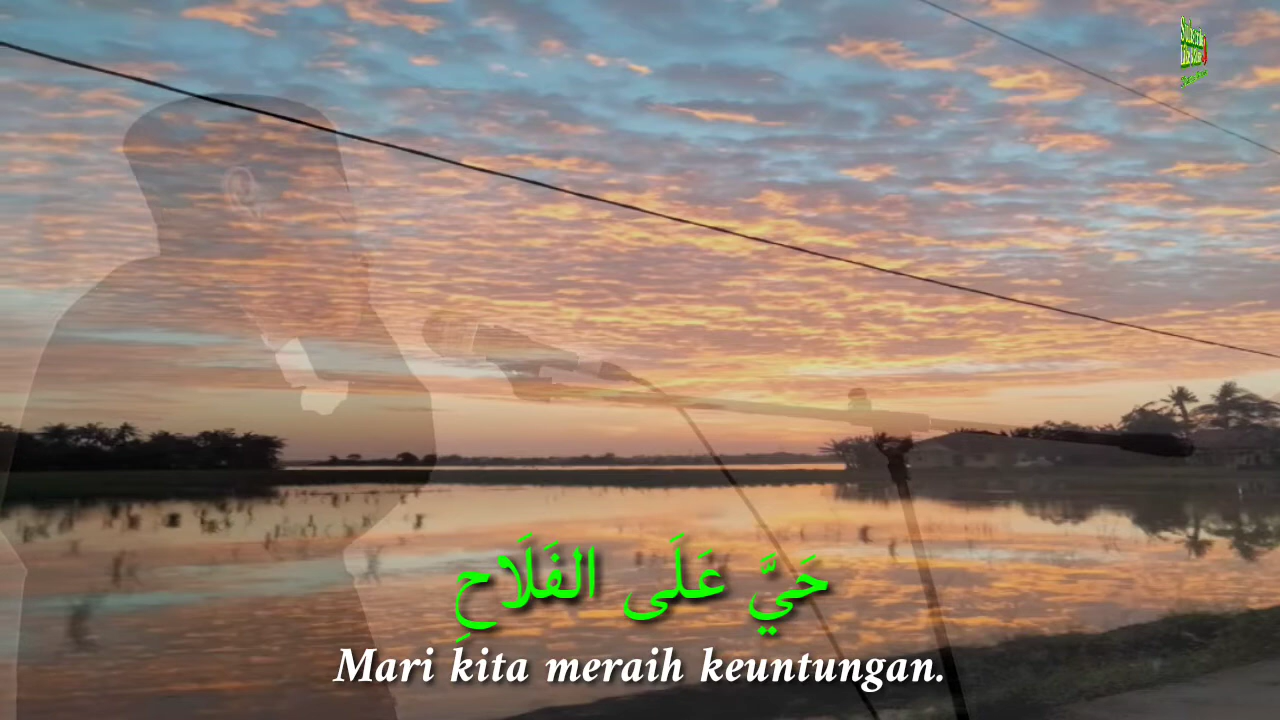 حَيَّ عَلَى الفَلَاحِ
Mari kita meraih keuntungan.